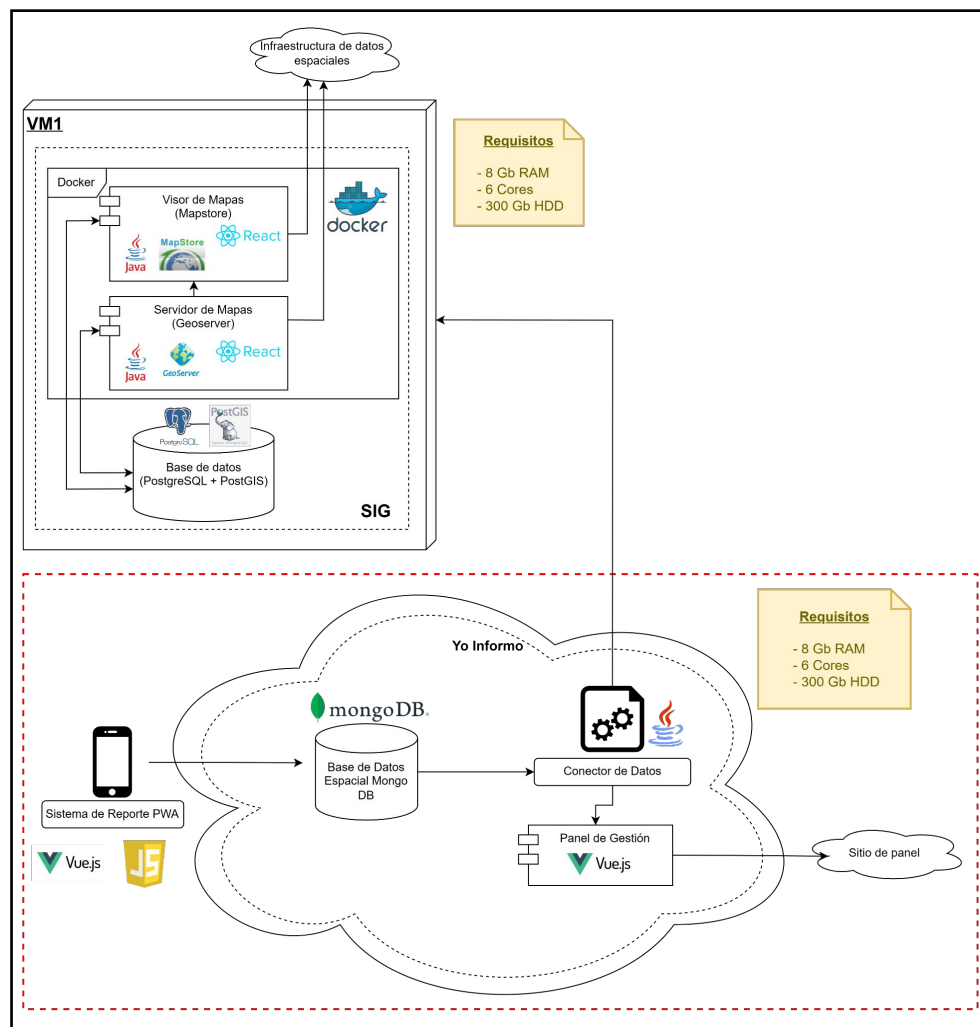 Infraestructura de datos
espaciales
VM1
Requisitos
- 8 Gb RAM
- 6 Cores
- 300 Gb HDD
Docker
docker
Visor de Mapas
(Mapstore)
Java
MapStore
React
Servidor de Mapas
(Geoserver)
Java
GeoServer
React
PostgreSQL
PostGIS
Base de datos
(PostgreSQL + PostGIS)
SIG
Requisitos
- 8 Gb RAM
- 6 Cores
- 300 Gb HDD
Yo Informo
mongoDB.
Base de Datos
Espacial Mongo
DB
Conector de Datos
Sistema de Reporte PWA
Vue.js
JS
Panel de Gestión
Vue.js
Sitio de panel